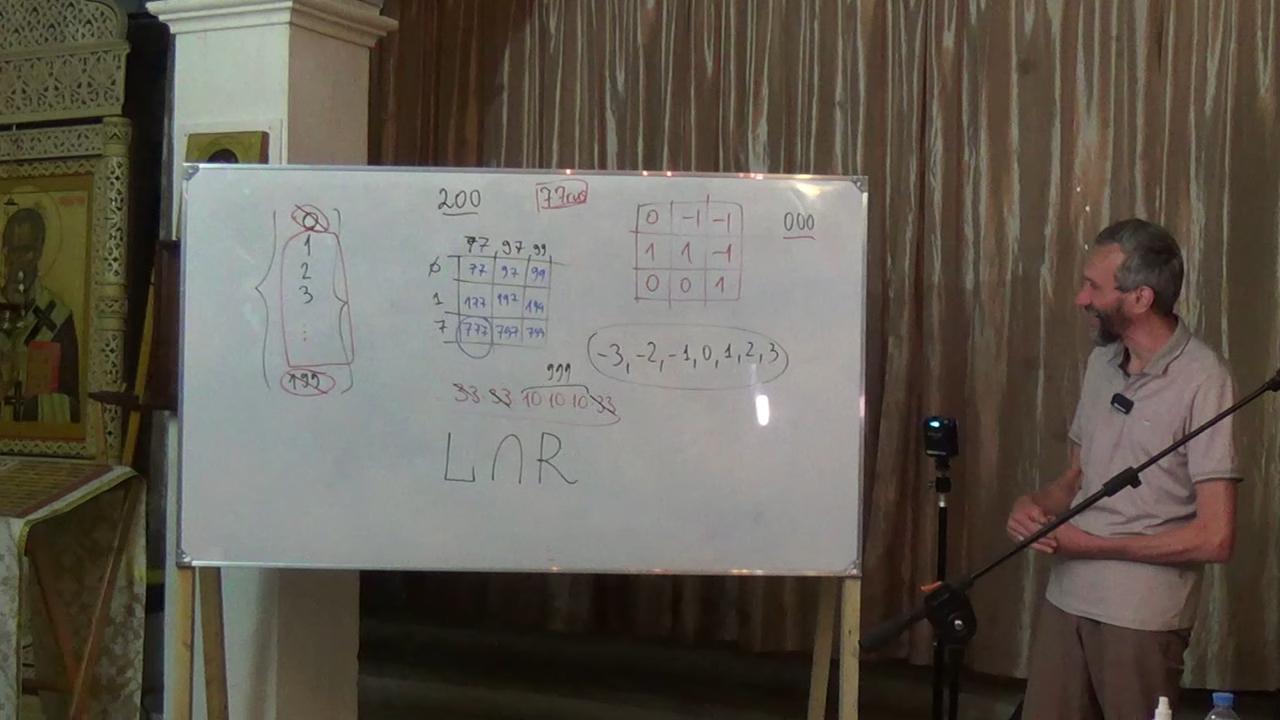 0
1
2
3
⋮
199
200
77rus
77 97 99
0 77 97 99
1 177 197 199
7 777 797 799
0 -1 -1
1 1 -1
0 0 1
000
-3, -2, -1, 0, 1, 2, 3
999
33 33 10 10 10 33
L∩R